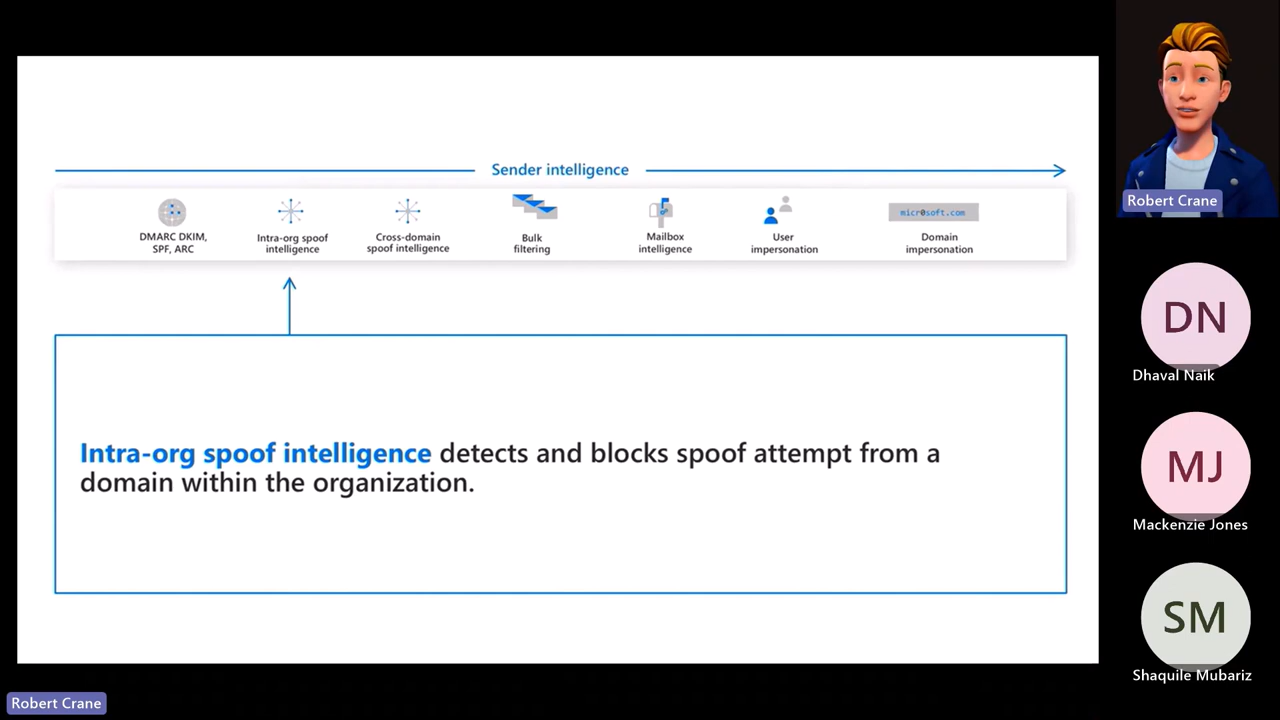 Sender intelligence
DMARC DKIM,
SPF, ARC
Intra-org spoof
intelligence
Cross-domain
spoof intelligence
Bulk
filtering
Mailbox
intelligence
User
impersonation
micr0soft.com
Domain
impersonation
Intra-org spoof intelligence detects and blocks spoof attempt from a
domain within the organization.
Robert Crane
DN
Dhaval Naik
MJ
Mackenzie Jones
SM
Shaquile Mubariz
Robert Crane